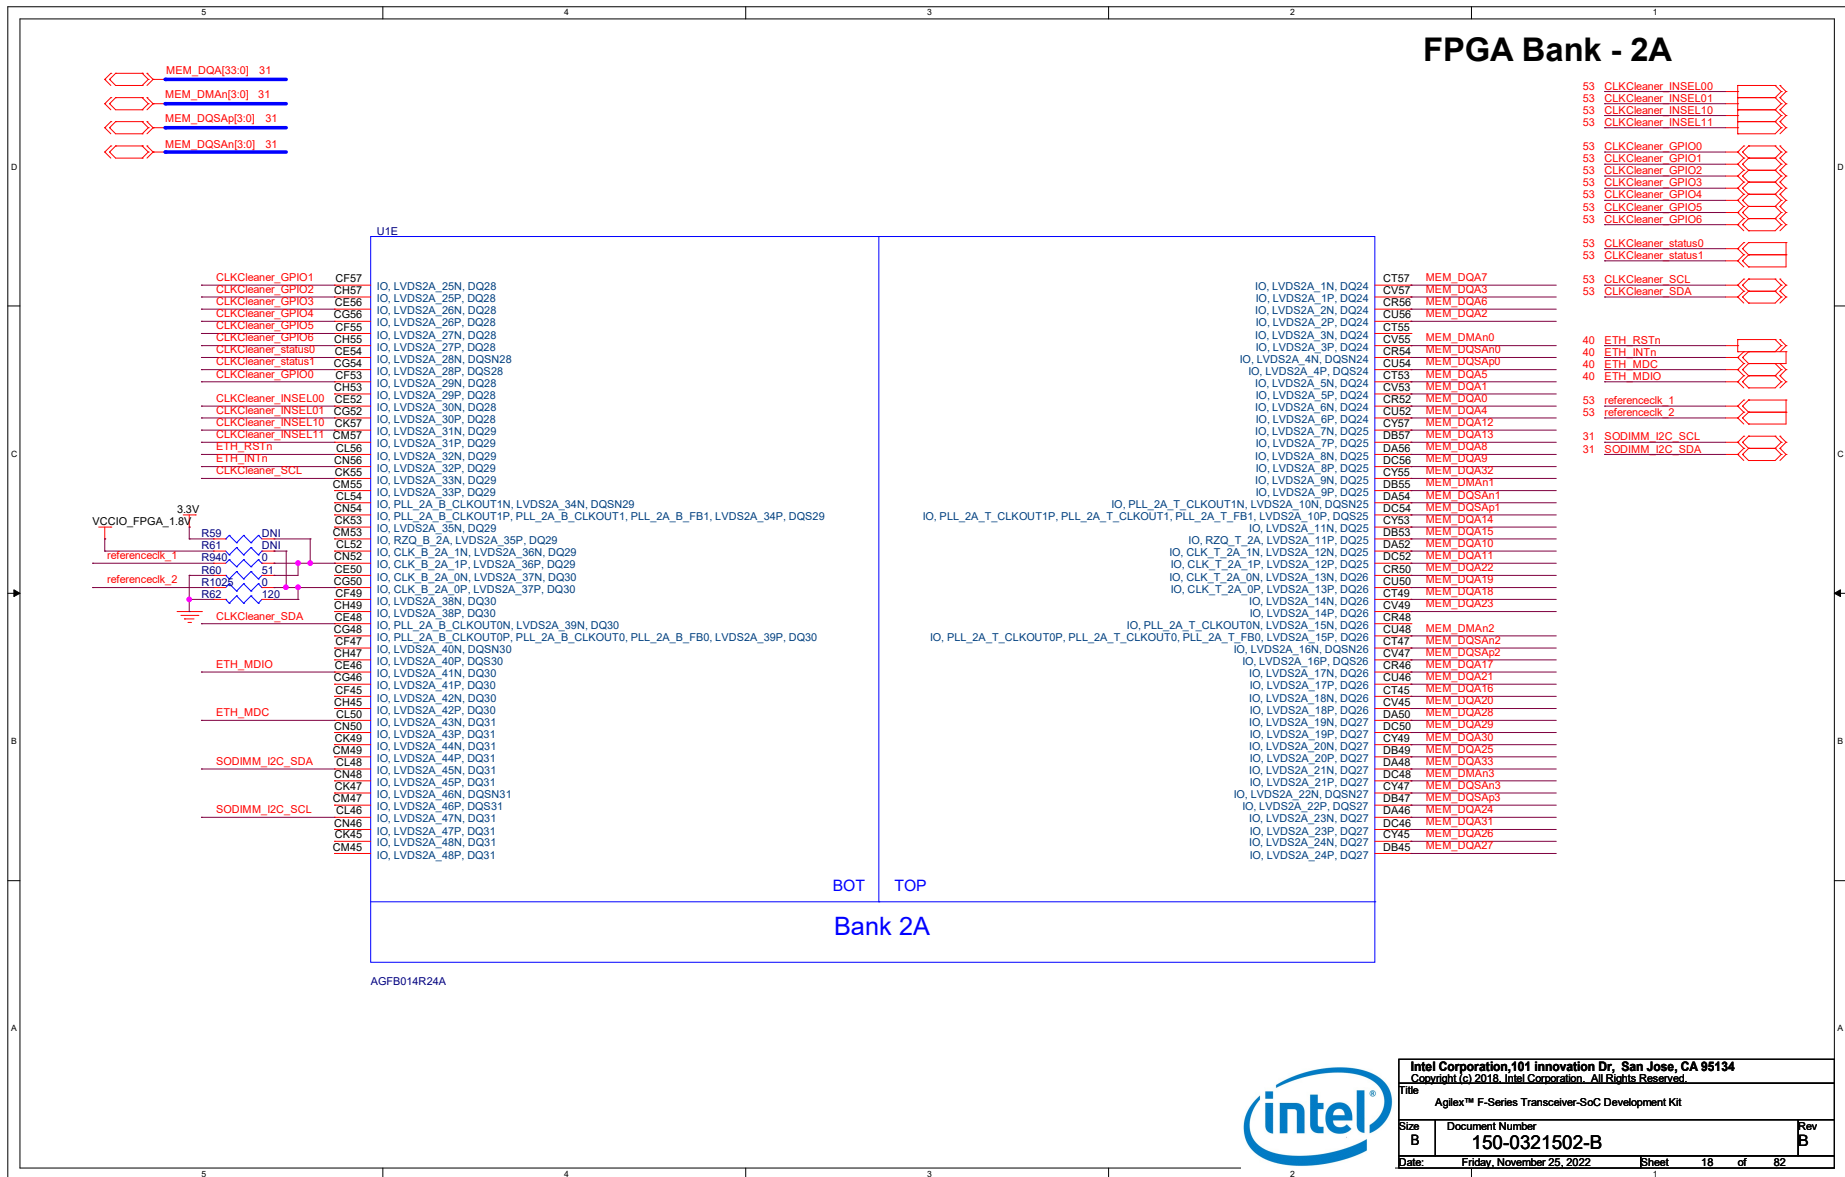 5 4 3 2 1
FPGA Bank - 2A
MEM_DQA[33:0] 31
MEM_DMAn[3:0] 31
MEM_DQSAp[3:0] 31
MEM_DQSAn[3:0] 31
53 CLKCleaner_INSEL00
53 CLKCleaner_INSEL01
53 CLKCleaner_INSEL10
53 CLKCleaner_INSEL11
53 CLKCleaner_GPIO0
53 CLKCleaner_GPIO1
53 CLKCleaner_GPIO2
53 CLKCleaner_GPIO3
53 CLKCleaner_GPIO4
53 CLKCleaner_GPIO5
53 CLKCleaner_GPIO6
53 CLKCleaner_status0
53 CLKCleaner_status1
53 CLKCleaner_SCL
53 CLKCleaner_SDA
40 ETH_RSTn
40 ETH_INTn
40 ETH_MDC
40 ETH_MDIO
53 referenceclk_1
53 referenceclk_2
31 SODIMM_I2C_SCL
31 SODIMM_I2C_SDA
D D
C C
B B
A A
U1E
CLKCleaner_GPIO1 CF57 IO, LVDS2A_25N, DQ28
CLKCleaner_GPIO2 CH57 IO, LVDS2A_25P, DQ28
CLKCleaner_GPIO3 CE56 IO, LVDS2A_26N, DQ28
CLKCleaner_GPIO4 CG56 IO, LVDS2A_26P, DQ28
CLKCleaner_GPIO5 CF55 IO, LVDS2A_27N, DQ28
CLKCleaner_GPIO6 CH55 IO, LVDS2A_27P, DQ28
CLKCleaner_status0 CE54 IO, LVDS2A_28N, DQSN28
CLKCleaner_status1 CG54 IO, LVDS2A_28P, DQS28
CLKCleaner_GPIO0 CF53 IO, LVDS2A_29N, DQ28
CH53 IO, LVDS2A_29P, DQ28
CLKCleaner_INSEL00 CE52 IO, LVDS2A_30N, DQ28
CLKCleaner_INSEL01 CG52 IO, LVDS2A_30P, DQ28
CLKCleaner_INSEL10 CK57 IO, LVDS2A_31N, DQ29
CLKCleaner_INSEL11 CM57 IO, LVDS2A_31P, DQ29
ETH_RSTn CL56 IO, LVDS2A_32N, DQ29
ETH_INTn CN56 IO, LVDS2A_32P, DQ29
CLKCleaner_SCL CK55 IO, LVDS2A_33N, DQ29
CM55 IO, LVDS2A_33P, DQ29
CL54 IO, PLL_2A_B_CLKOUT1N, LVDS2A_34N, DQSN29
CN54 IO, PLL_2A_B_CLKOUT1P, PLL_2A_B_CLKOUT1, PLL_2A_B_FB1, LVDS2A_34P, DQS29
CK53 IO, LVDS2A_35N, DQ29
CM53 IO, RZQ_B_2A, LVDS2A_35P, DQ29
CL52 IO, CLK_B_2A_1N, LVDS2A_36N, DQ29
CN52 IO, CLK_B_2A_1P, LVDS2A_36P, DQ29
CE50 IO, CLK_B_2A_0N, LVDS2A_37N, DQ30
CG50 IO, CLK_B_2A_0P, LVDS2A_37P, DQ30
CF49 IO, LVDS2A_38N, DQ30
CH49 IO, LVDS2A_38P, DQ30
CLKCleaner_SDA CE48 IO, PLL_2A_B_CLKOUT0N, LVDS2A_39N, DQ30
CG48 IO, PLL_2A_B_CLKOUT0P, PLL_2A_B_CLKOUT0, PLL_2A_B_FB0, LVDS2A_39P, DQ30
CF47 IO, LVDS2A_40N, DQSN30
CH47 IO, LVDS2A_40P, DQS30
ETH_MDIO CE46 IO, LVDS2A_41N, DQ30
CG46 IO, LVDS2A_41P, DQ30
CF45 IO, LVDS2A_42N, DQ30
CH45 IO, LVDS2A_42P, DQ30
ETH_MDC CL50 IO, LVDS2A_43N, DQ31
CN50 IO, LVDS2A_43P, DQ31
CK49 IO, LVDS2A_44N, DQ31
CM49 IO, LVDS2A_44P, DQ31
SODIMM_I2C_SDA CL48 IO, LVDS2A_45N, DQ31
CN48 IO, LVDS2A_45P, DQ31
CK47 IO, LVDS2A_46N, DQSN31
CM47 IO, LVDS2A_46P, DQS31
SODIMM_I2C_SCL CL46 IO, LVDS2A_47N, DQ31
CN46 IO, LVDS2A_47P, DQ31
CK45 IO, LVDS2A_48N, DQ31
CM45 IO, LVDS2A_48P, DQ31
3.3V
VCCIO_FPGA_1.8V
R59 DNI
R61 DNI
referenceclk_1 R940 0
R60 51
referenceclk_2 R1025 0
R62 120
IO, LVDS2A_1N, DQ24 CT57 MEM_DQA7
IO, LVDS2A_1P, DQ24 CV57 MEM_DQA3
IO, LVDS2A_2N, DQ24 CR56 MEM_DQA6
IO, LVDS2A_2P, DQ24 CU56 MEM_DQA2
IO, LVDS2A_3N, DQ24 CT55
IO, LVDS2A_3P, DQ24 CV55 MEM_DMAn0
IO, LVDS2A_4N, DQSN24 CR54 MEM_DQSAn0
IO, LVDS2A_4P, DQS24 CU54 MEM_DQSAp0
IO, LVDS2A_5N, DQ24 CT53 MEM_DQA5
IO, LVDS2A_5P, DQ24 CV53 MEM_DQA1
IO, LVDS2A_6N, DQ24 CR52 MEM_DQA0
IO, LVDS2A_6P, DQ24 CU52 MEM_DQA4
IO, LVDS2A_7N, DQ25 CY57 MEM_DQA12
IO, LVDS2A_7P, DQ25 DB57 MEM_DQA13
IO, LVDS2A_8N, DQ25 DA56 MEM_DQA8
IO, LVDS2A_8P, DQ25 DC56 MEM_DQA9
IO, LVDS2A_9N, DQ25 CY55 MEM_DQA32
IO, LVDS2A_9P, DQ25 DB55 MEM_DMAn1
IO, PLL_2A_T_CLKOUT1N, LVDS2A_10N, DQSN25 DA54 MEM_DQSAn1
IO, PLL_2A_T_CLKOUT1P, PLL_2A_T_CLKOUT1, PLL_2A_T_FB1, LVDS2A_10P, DQS25 DC54 MEM_DQSAp1
IO, LVDS2A_11N, DQ25 CY53 MEM_DQA14
IO, RZQ_T_2A, LVDS2A_11P, DQ25 DB53 MEM_DQA15
IO, CLK_T_2A_1N, LVDS2A_12N, DQ25 DA52 MEM_DQA10
IO, CLK_T_2A_1P, LVDS2A_12P, DQ25 DC52 MEM_DQA11
IO, CLK_T_2A_0N, LVDS2A_13N, DQ26 CR50 MEM_DQA22
IO, CLK_T_2A_0P, LVDS2A_13P, DQ26 CU50 MEM_DQA19
IO, LVDS2A_14N, DQ26 CT49 MEM_DQA18
IO, LVDS2A_14P, DQ26 CV49 MEM_DQA23
IO, PLL_2A_T_CLKOUT0N, LVDS2A_15N, DQ26 CR48
IO, PLL_2A_T_CLKOUT0P, PLL_2A_T_CLKOUT0, PLL_2A_T_FB0, LVDS2A_15P, DQ26 CU48 MEM_DMAn2
IO, LVDS2A_16N, DQSN26 CT47 MEM_DQSAn2
IO, LVDS2A_16P, DQS26 CV47 MEM_DQSAp2
IO, LVDS2A_17N, DQ26 CR46 MEM_DQA17
IO, LVDS2A_17P, DQ26 CU46 MEM_DQA21
IO, LVDS2A_18N, DQ26 CT45 MEM_DQA16
IO, LVDS2A_18P, DQ26 CV45 MEM_DQA20
IO, LVDS2A_19N, DQ27 DA50 MEM_DQA28
IO, LVDS2A_19P, DQ27 DC50 MEM_DQA29
IO, LVDS2A_20N, DQ27 CY49 MEM_DQA30
IO, LVDS2A_20P, DQ27 DB49 MEM_DQA25
IO, LVDS2A_21N, DQ27 DA48 MEM_DQA33
IO, LVDS2A_21P, DQ27 DC48 MEM_DMAn3
IO, LVDS2A_22N, DQSN27 CY47 MEM_DQSAn3
IO, LVDS2A_22P, DQS27 DB47 MEM_DQSAp3
IO, LVDS2A_23N, DQ27 DA46 MEM_DQA24
IO, LVDS2A_23P, DQ27 DC46 MEM_DQA31
IO, LVDS2A_24N, DQ27 CY45 MEM_DQA26
IO, LVDS2A_24P, DQ27 DB45 MEM_DQA27
BOT TOP
Bank 2A
AGFB014R24A
intel®
Intel Corporation,101 innovation Dr, San Jose, CA 95134
Copyright (c) 2018, Intel Corporation. All Rights Reserved.
Title
Agilex™ F-Series Transceiver-SoC Development Kit
Size Document Number Rev
B 150-0321502-B B
Date: Friday, November 25, 2022 Sheet 18 of 82
5 4 3 2 1